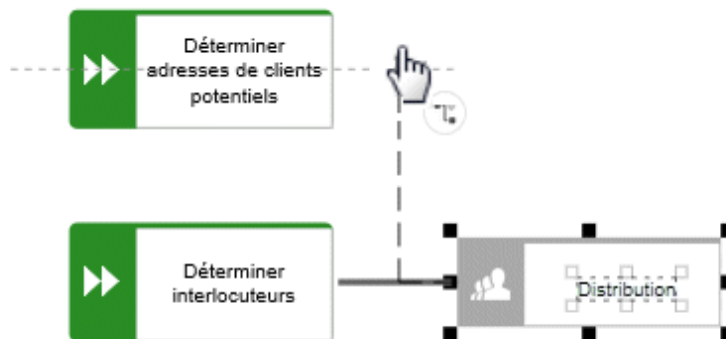 Déterminer
adresses de clients
potentiels
Déterminer
interlocuteurs
Distribution